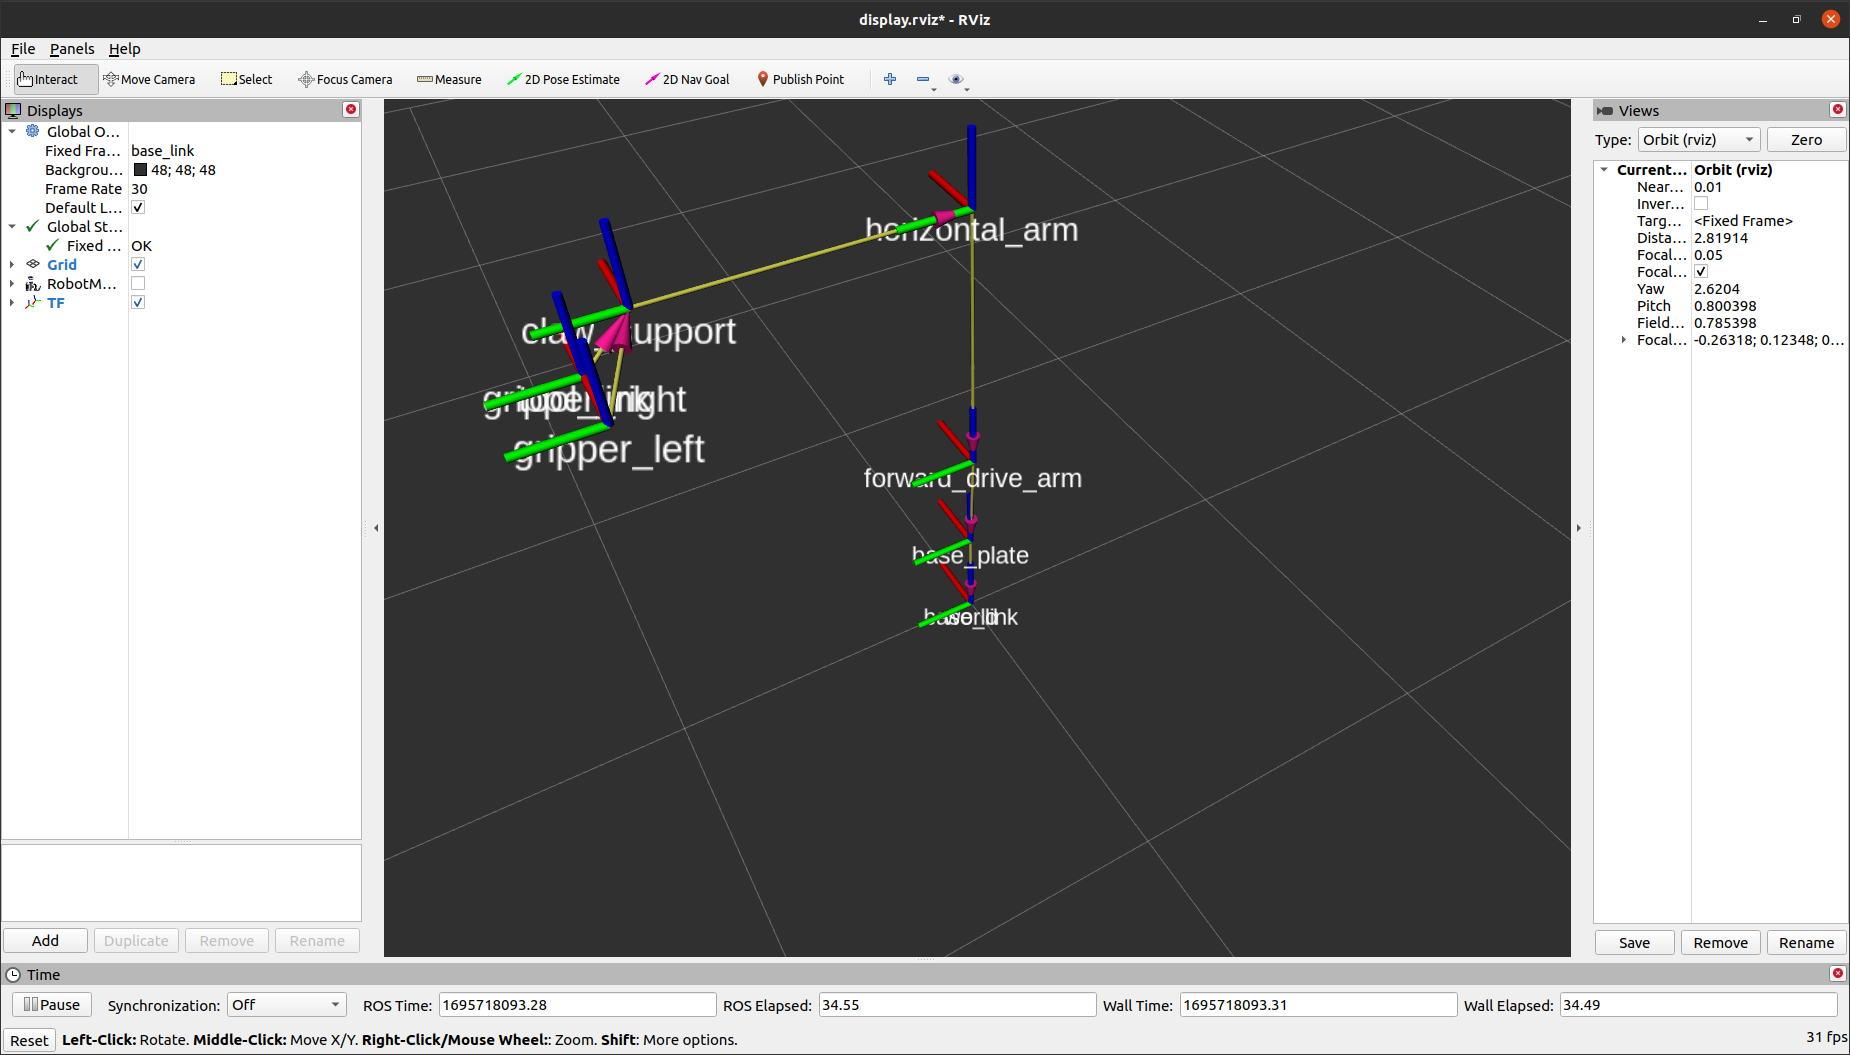 display.rviz* - RViz
File Panels Help
Interact Move Camera Select Focus Camera Measure 2D Pose Estimate 2D Nav Goal Publish Point
Displays
Global O...
Fixed Fra... base_link
Backgrou... 48; 48; 48
Frame Rate 30
Default L...
Global St...
Fixed ... OK
Grid
RobotM...
TF
Add Duplicate Remove Rename
horizontal_arm
claw_support
gripper_right
gripper_left
forward_drive_arm
base_plate
base_link
world
Views
Type: Orbit (rviz) Zero
Current... Orbit (rviz)
Near... 0.01
Inver...
Targ... <Fixed Frame>
Dista... 2.81914
Focal... 0.05
Focal...
Yaw 2.6204
Pitch 0.800398
Field... 0.785398
Focal... -0.26318; 0.12348; 0...
Save Remove Rename
Time
Pause Synchronization: Off ROS Time: 1695718093.28 ROS Elapsed: 34.55 Wall Time: 1695718093.31 Wall Elapsed: 34.49
Reset Left-Click: Rotate. Middle-Click: Move X/Y. Right-Click/Mouse Wheel:: Zoom. Shift: More options.
31 fps